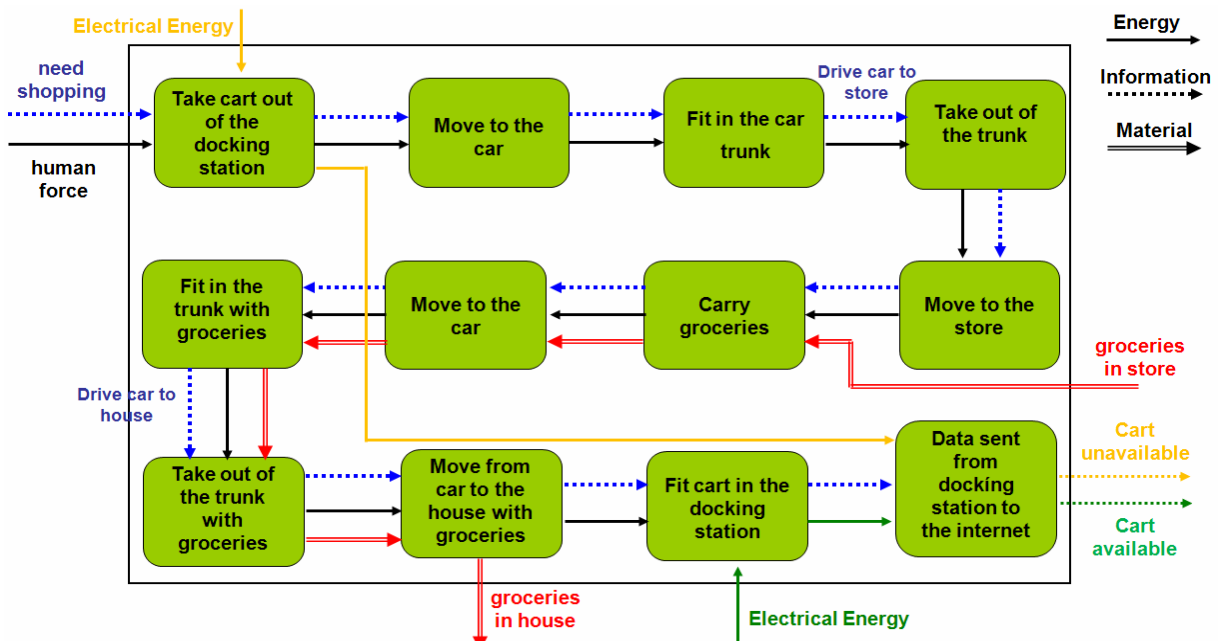 Electrical Energy
Energy
need
shopping
Drive car to
store
Information
Take cart out
of the
docking
station
Move to the
car
Fit in the car
trunk
Take out of
the trunk
Material
human
force
Fit in the
trunk with
groceries
Move to the
car
Carry
groceries
Move to the
store
groceries
in store
Drive car to
house
Take out of
the trunk
with
groceries
Move from
car to the
house with
groceries
Fit cart in the
docking
station
Data sent
from
docking
station to
the internet
Cart
unavailable
Cart
available
groceries
in house
Electrical Energy